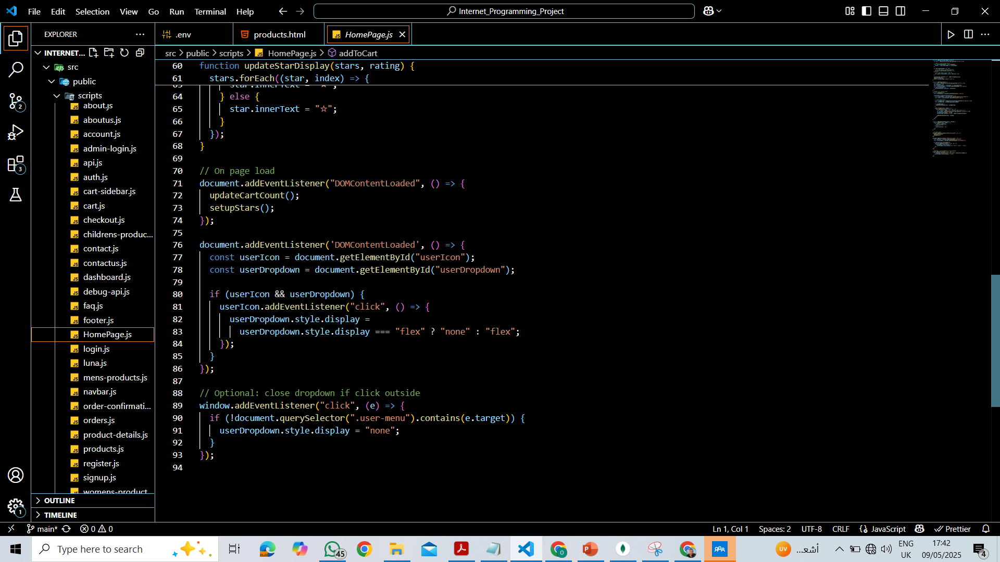 File Edit Selection View Go Run Terminal Help
Internet_Programming_Project
EXPLORER
INTERNET...
src
public
scripts
about.js
aboutus.js
account.js
admin-login.js
api.js
auth.js
cart-sidebar.js
cart.js
checkout.js
childrens-produc...
contact.js
contactus.js
dashboard.js
debug-api.js
faq.js
footer.js
HomePage.js
login.js
luna.js
mens-products.js
navbar.js
order-confirmati...
orders.js
product-details.js
products.js
register.js
signup.js
womens-product
OUTLINE
TIMELINE
2
3
1
.env
products.html
HomePage.js
src > public > scripts > HomePage.js > addToCart
60 function updateStarDisplay(stars, rating) {
61 stars.forEach((star, index) => {
64 } else {
65 star.innerText = "☆";
66 }
67 });
68 }
69
70 // On page load
71 document.addEventListener("DOMContentLoaded", () => {
72 updateCartCount();
73 setupStars();
74 });
75
76 document.addEventListener('DOMContentLoaded', () => {
77 const userIcon = document.getElementById("userIcon");
78 const userDropdown = document.getElementById("userDropdown");
79
80 if (userIcon && userDropdown) {
81 userIcon.addEventListener("click", () => {
82 userDropdown.style.display =
83 userDropdown.style.display === "flex" ? "none" : "flex";
84 });
85 }
86 });
87
88 // Optional: close dropdown if click outside
89 window.addEventListener("click", (e) => {
90 if (!document.querySelector(".user-menu").contains(e.target)) {
91 userDropdown.style.display = "none";
92 }
93 });
94
main* 0 0
Ln 1, Col 1 Spaces: 2 UTF-8 CRLF {} JavaScript Prettier
Type here to search
45
UV
أشعـ...
ENG
UK
17:42
09/05/2025
4